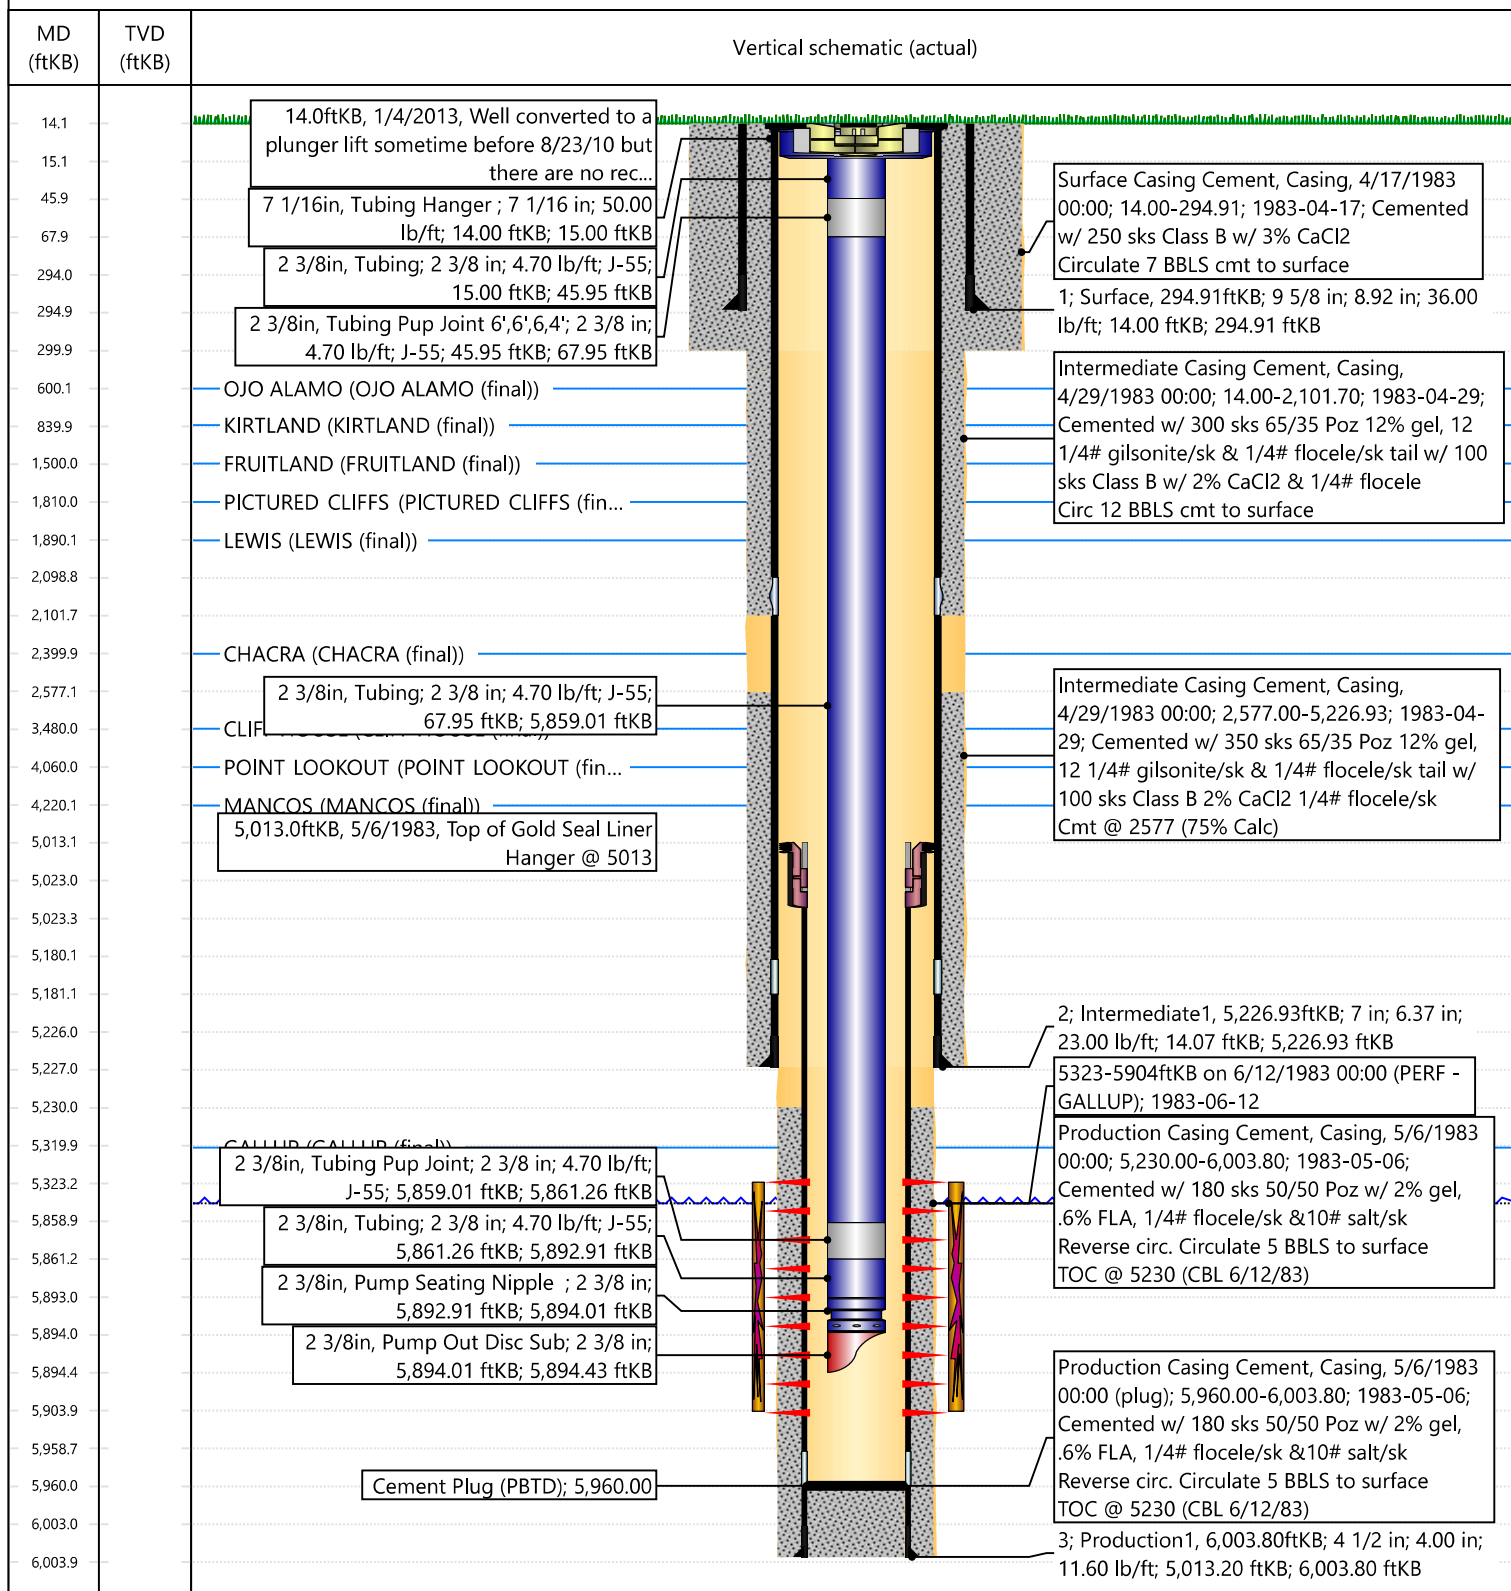 MD
(ftKB)
TVD
(ftKB)
Vertical schematic (actual)
14.1
15.1
45.9
67.9
294.0
294.9
299.9
600.1
839.9
1,500.0
1,810.0
1,890.1
2,098.8
2,101.7
2,399.9
2,577.1
3,480.0
4,060.0
4,220.1
5,013.1
5,023.0
5,023.3
5,180.1
5,181.1
5,226.0
5,227.0
5,230.0
5,319.9
5,323.2
5,858.9
5,861.2
5,893.0
5,894.0
5,894.4
5,903.9
5,958.7
5,960.0
6,003.0
6,003.9
14.0ftKB, 1/4/2013, Well converted to a
plunger lift sometime before 8/23/10 but
there are no rec...
7 1/16in, Tubing Hanger ; 7 1/16 in; 50.00
lb/ft; 14.00 ftKB; 15.00 ftKB
2 3/8in, Tubing; 2 3/8 in; 4.70 lb/ft; J-55;
15.00 ftKB; 45.95 ftKB
2 3/8in, Tubing Pup Joint 6',6',6,4'; 2 3/8 in;
4.70 lb/ft; J-55; 45.95 ftKB; 67.95 ftKB
OJO ALAMO (OJO ALAMO (final))
KIRTLAND (KIRTLAND (final))
FRUITLAND (FRUITLAND (final))
PICTURED CLIFFS (PICTURED CLIFFS (fin...
LEWIS (LEWIS (final))
CHACRA (CHACRA (final))
2 3/8in, Tubing; 2 3/8 in; 4.70 lb/ft; J-55;
67.95 ftKB; 5,859.01 ftKB
POINT LOOKOUT (POINT LOOKOUT (fin...
MANCOS (MANCOS (final))
5,013.0ftKB, 5/6/1983, Top of Gold Seal Liner
Hanger @ 5013
GALLUP (GALLUP (final))
2 3/8in, Tubing Pup Joint; 2 3/8 in; 4.70 lb/ft;
J-55; 5,859.01 ftKB; 5,861.26 ftKB
2 3/8in, Tubing; 2 3/8 in; 4.70 lb/ft; J-55;
5,861.26 ftKB; 5,892.91 ftKB
2 3/8in, Pump Seating Nipple ; 2 3/8 in;
5,892.91 ftKB; 5,894.01 ftKB
2 3/8in, Pump Out Disc Sub; 2 3/8 in;
5,894.01 ftKB; 5,894.43 ftKB
Cement Plug (PBTD); 5,960.00
Surface Casing Cement, Casing, 4/17/1983
00:00; 14.00-294.91; 1983-04-17; Cemented
w/ 250 sks Class B w/ 3% CaCl2
Circulate 7 BBLS cmt to surface
1; Surface, 294.91ftKB; 9 5/8 in; 8.92 in; 36.00
lb/ft; 14.00 ftKB; 294.91 ftKB
Intermediate Casing Cement, Casing,
4/29/1983 00:00; 14.00-2,101.70; 1983-04-29;
Cemented w/ 300 sks 65/35 Poz 12% gel, 12
1/4# gilsonite/sk & 1/4# flocele/sk tail w/ 100
sks Class B w/ 2% CaCl2 & 1/4# flocele
Circ 12 BBLS cmt to surface
Intermediate Casing Cement, Casing,
4/29/1983 00:00; 2,577.00-5,226.93; 1983-04-
29; Cemented w/ 350 sks 65/35 Poz 12% gel,
12 1/4# gilsonite/sk & 1/4# flocele/sk tail w/
100 sks Class B 2% CaCl2 1/4# flocele/sk
Cmt @ 2577 (75% Calc)
2; Intermediate1, 5,226.93ftKB; 7 in; 6.37 in;
23.00 lb/ft; 14.07 ftKB; 5,226.93 ftKB
5323-5904ftKB on 6/12/1983 00:00 (PERF -
GALLUP); 1983-06-12
Production Casing Cement, Casing, 5/6/1983
00:00; 5,230.00-6,003.80; 1983-05-06;
Cemented w/ 180 sks 50/50 Poz w/ 2% gel,
.6% FLA, 1/4# flocele/sk &10# salt/sk
Reverse circ. Circulate 5 BBLS to surface
TOC @ 5230 (CBL 6/12/83)
Production Casing Cement, Casing, 5/6/1983
00:00 (plug); 5,960.00-6,003.80; 1983-05-06;
Cemented w/ 180 sks 50/50 Poz w/ 2% gel,
.6% FLA, 1/4# flocele/sk &10# salt/sk
Reverse circ. Circulate 5 BBLS to surface
TOC @ 5230 (CBL 6/12/83)
3; Production1, 6,003.80ftKB; 4 1/2 in; 4.00 in;
11.60 lb/ft; 5,013.20 ftKB; 6,003.80 ftKB